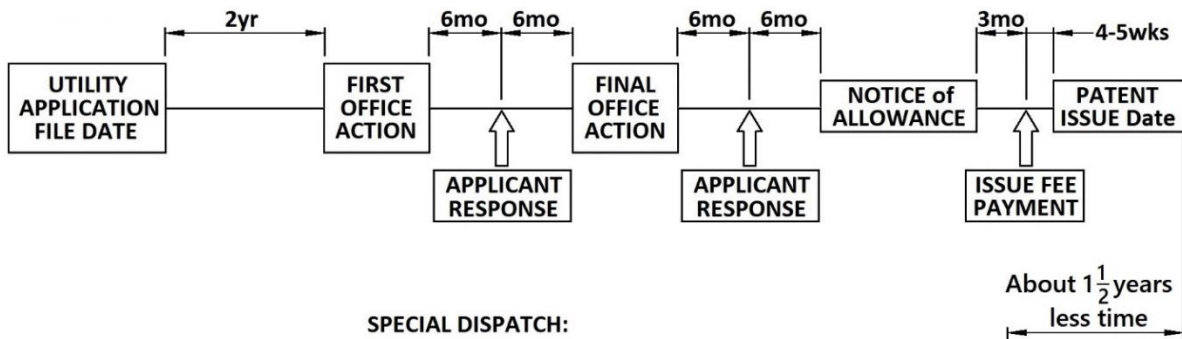 2yr
6mo
6mo
6mo
6mo
3mo
4-5wks
UTILITY
APPLICATION
FILE DATE
FIRST
OFFICE
ACTION
FINAL
OFFICE
ACTION
NOTICE of
ALLOWANCE
PATENT
ISSUE Date
APPLICANT
RESPONSE
APPLICANT
RESPONSE
ISSUE FEE
PAYMENT
About 1 1/2 years
less time
SPECIAL DISPATCH: